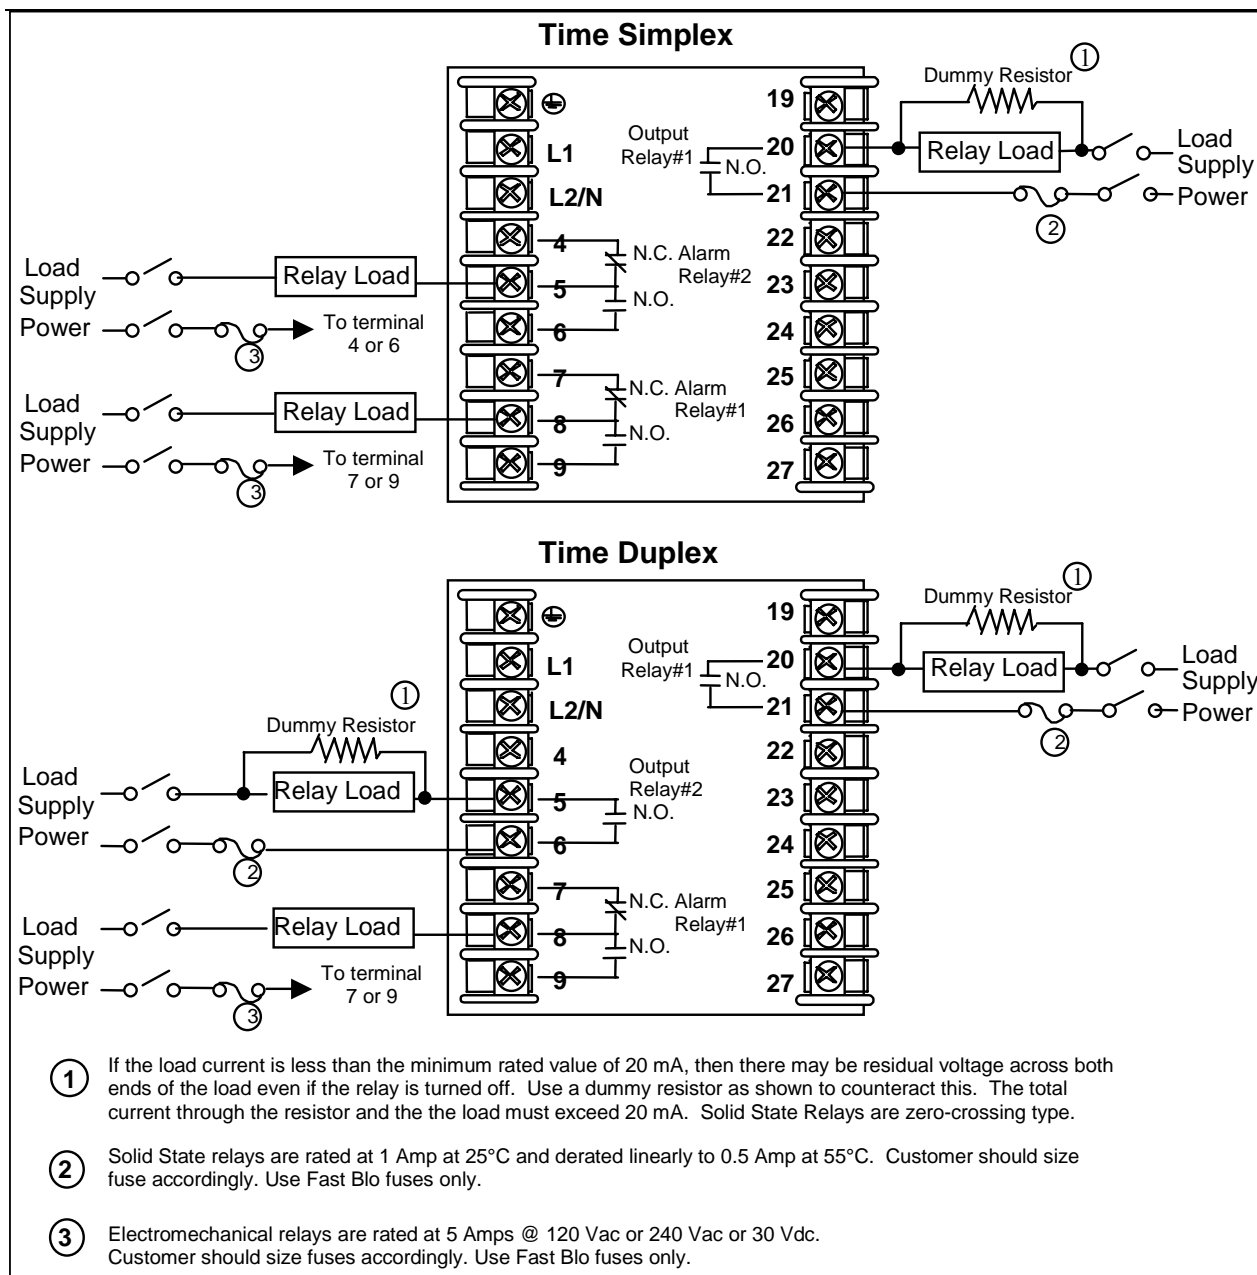 Time Simplex
Dummy Resistor 1
19
L1
Output
Relay#1
N.O.
20
Relay Load
Load
Supply
L2/N
21
2
Power
4
N.C. Alarm
Relay#2
22
Load
Supply
Relay Load
5
N.O.
23
Power
3
To terminal
4 or 6
6
24
7
N.C. Alarm
Relay#1
25
Load
Supply
Relay Load
8
N.O.
26
Power
3
To terminal
7 or 9
9
27
Time Duplex
Dummy Resistor 1
19
L1
Output
Relay#1
N.O.
20
Relay Load
Load
Supply
L2/N
21
2
Power
1
Dummy Resistor
4
22
Load
Supply
Relay Load
5
Output
Relay#2
N.O.
23
Power
2
6
24
7
N.C. Alarm
Relay#1
25
Load
Supply
Relay Load
8
N.O.
26
Power
3
To terminal
7 or 9
9
27
1 If the load current is less than the minimum rated value of 20 mA, then there may be residual voltage across both
ends of the load even if the relay is turned off. Use a dummy resistor as shown to counteract this. The total
current through the resistor and the the load must exceed 20 mA. Solid State Relays are zero-crossing type.
2 Solid State relays are rated at 1 Amp at 25°C and derated linearly to 0.5 Amp at 55°C. Customer should size
fuse accordingly. Use Fast Blo fuses only.
3 Electromechanical relays are rated at 5 Amps @ 120 Vac or 240 Vac or 30 Vdc.
Customer should size fuses accordingly. Use Fast Blo fuses only.